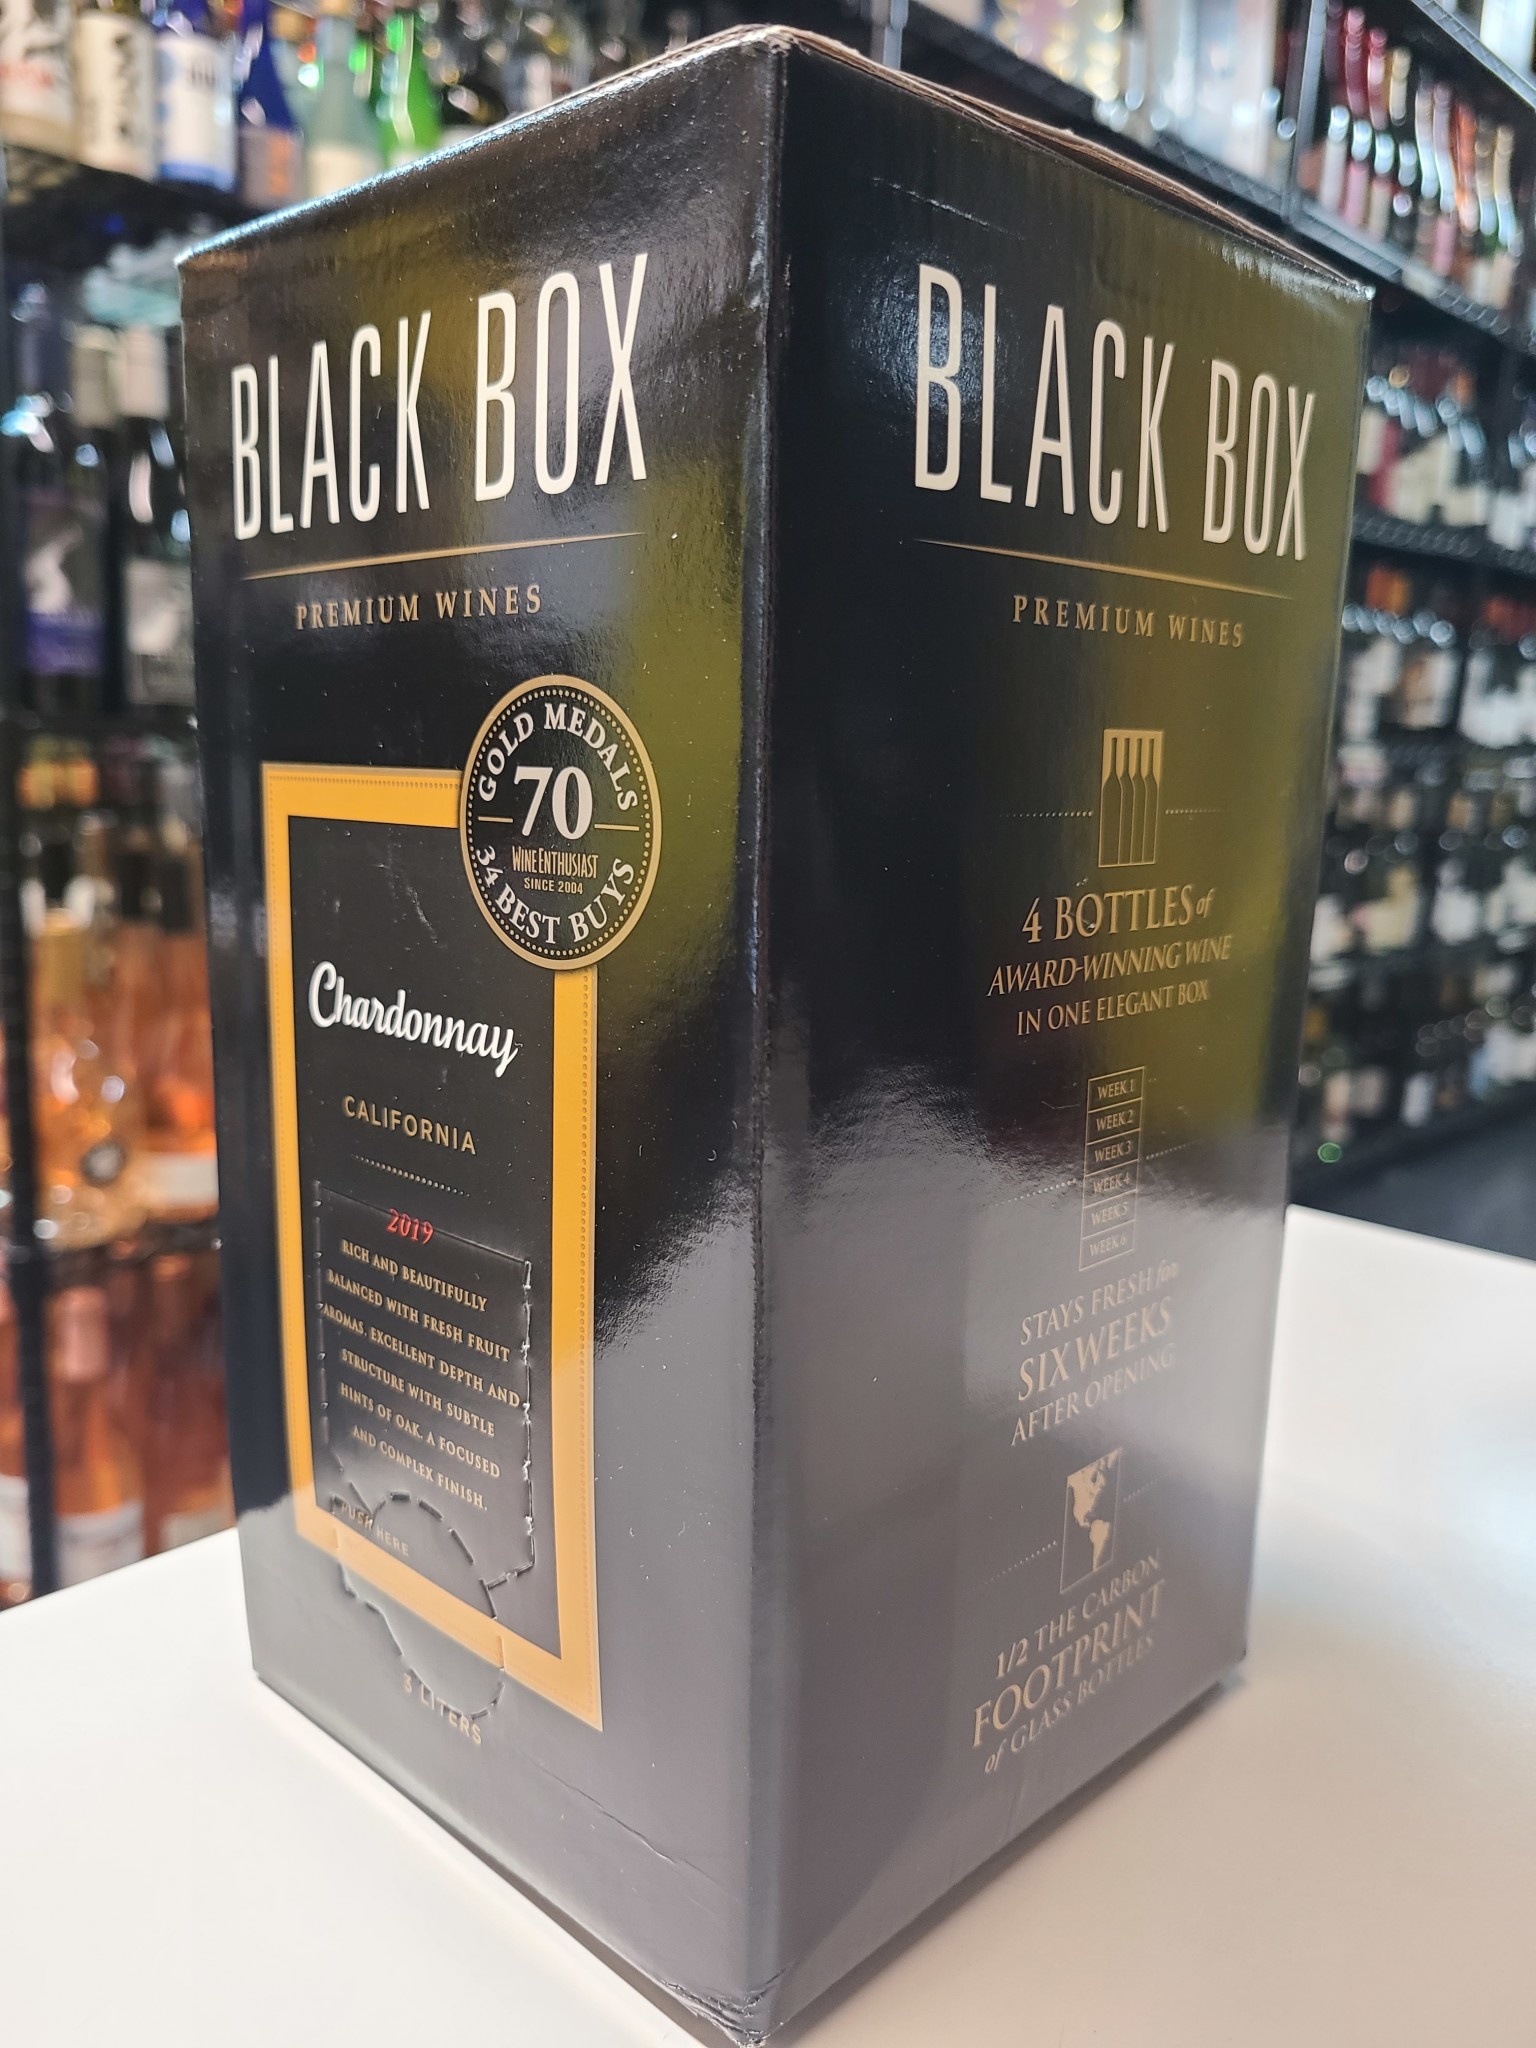 BLACK BOX
PREMIUM WINES
GOLD MEDALS
70
WINE ENTHUSIAST
SINCE 2004
34 BEST BUYS
Chardonnay
CALIFORNIA
2019
RICH AND BEAUTIFULLY
BALANCED WITH FRESH FRUIT
AROMAS, EXCELLENT DEPTH AND
STRUCTURE WITH SUBTLE
HINTS OF OAK. A FOCUSED
AND COMPLEX FINISH.
PUSH HERE
3 LITERS
BLACK BOX
PREMIUM WINES
4 BOTTLES of
AWARD-WINNING WINE
IN ONE ELEGANT BOX
WEEK 1
WEEK 2
WEEK 3
WEEK 4
WEEK 5
WEEK 6
STAYS FRESH for
SIX WEEKS
AFTER OPENING
1/2 THE CARBON
FOOTPRINT
of GLASS BOTTLES